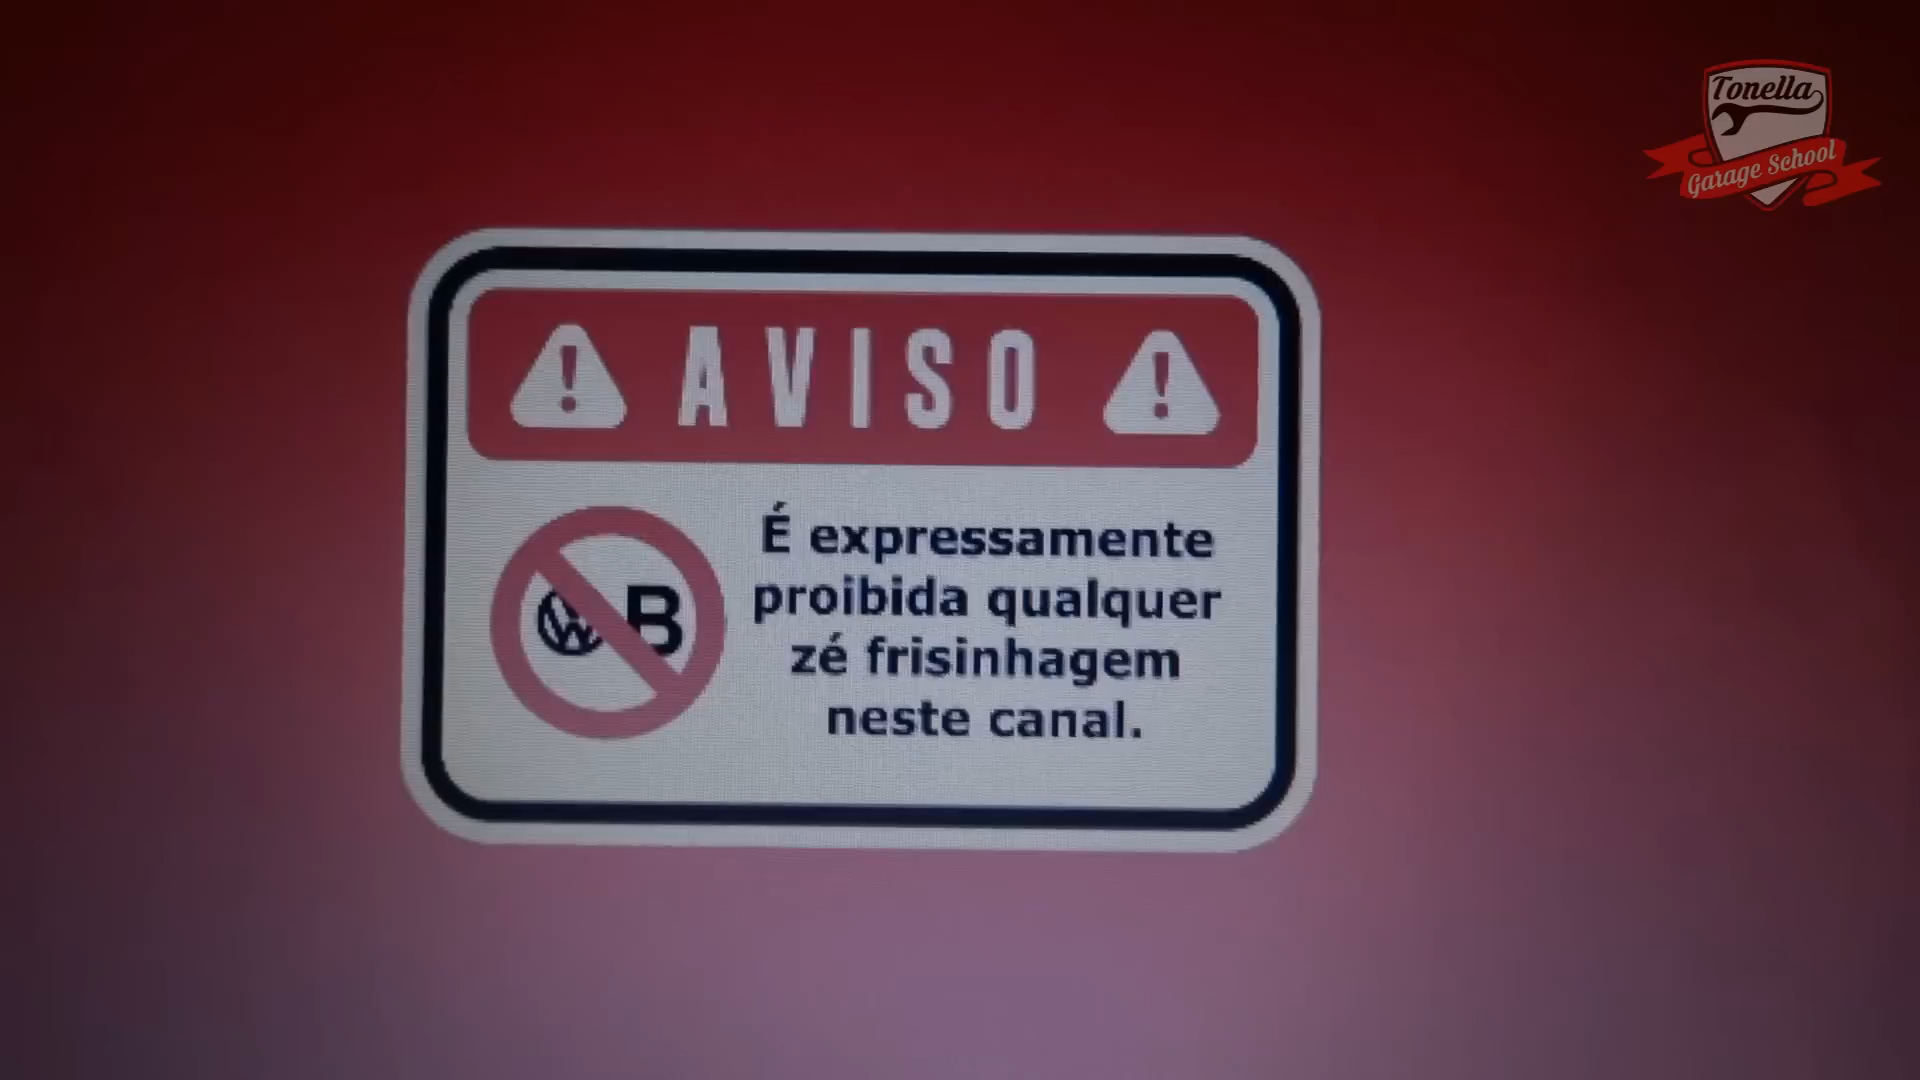 Tonella
Garage School
AVISO
É expressamente
proibida qualquer
zé frisinhagem
neste canal.
B